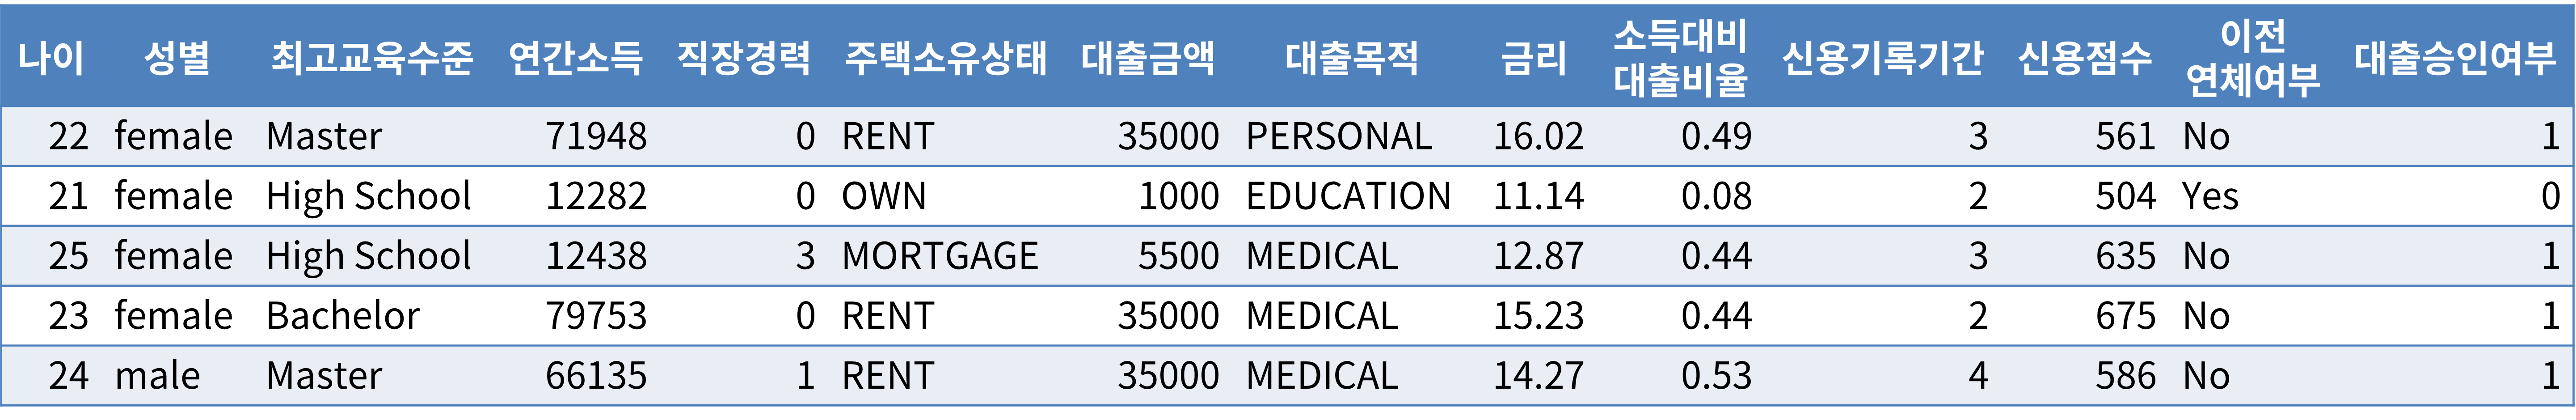 나이 성별 최고교육수준 연간소득 직장경력 주택소유상태 대출금액 대출목적 금리 소득대비 대출비율 신용기록기간 신용점수 이전 연체여부 대출승인여부
22 female Master 71948 0 RENT 35000 PERSONAL 16.02 0.49 3 561 No 1
21 female High School 12282 0 OWN 1000 EDUCATION 11.14 0.08 2 504 Yes 0
25 female High School 12438 3 MORTGAGE 5500 MEDICAL 12.87 0.44 3 635 No 1
23 female Bachelor 79753 0 RENT 35000 MEDICAL 15.23 0.44 2 675 No 1
24 male Master 66135 1 RENT 35000 MEDICAL 14.27 0.53 4 586 No 1